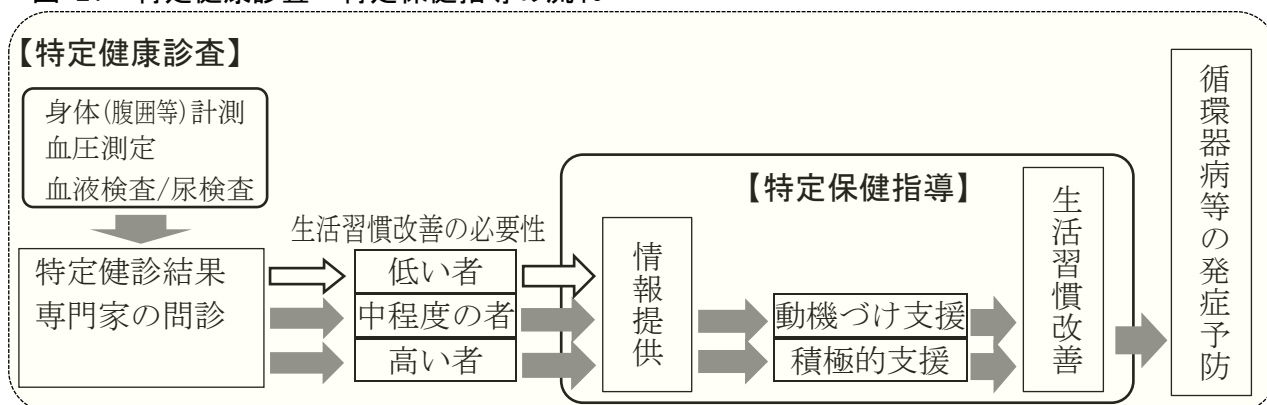 【特定健康診査】
身体(腹囲等)計測
血圧測定
血液検査/尿検査
特定健診結果
専門家の問診
生活習慣改善の必要性
低い者
中程度の者
高い者
【特定保健指導】
情報提供
動機づけ支援
積極的支援
生活習慣改善
循環器病等の発症予防